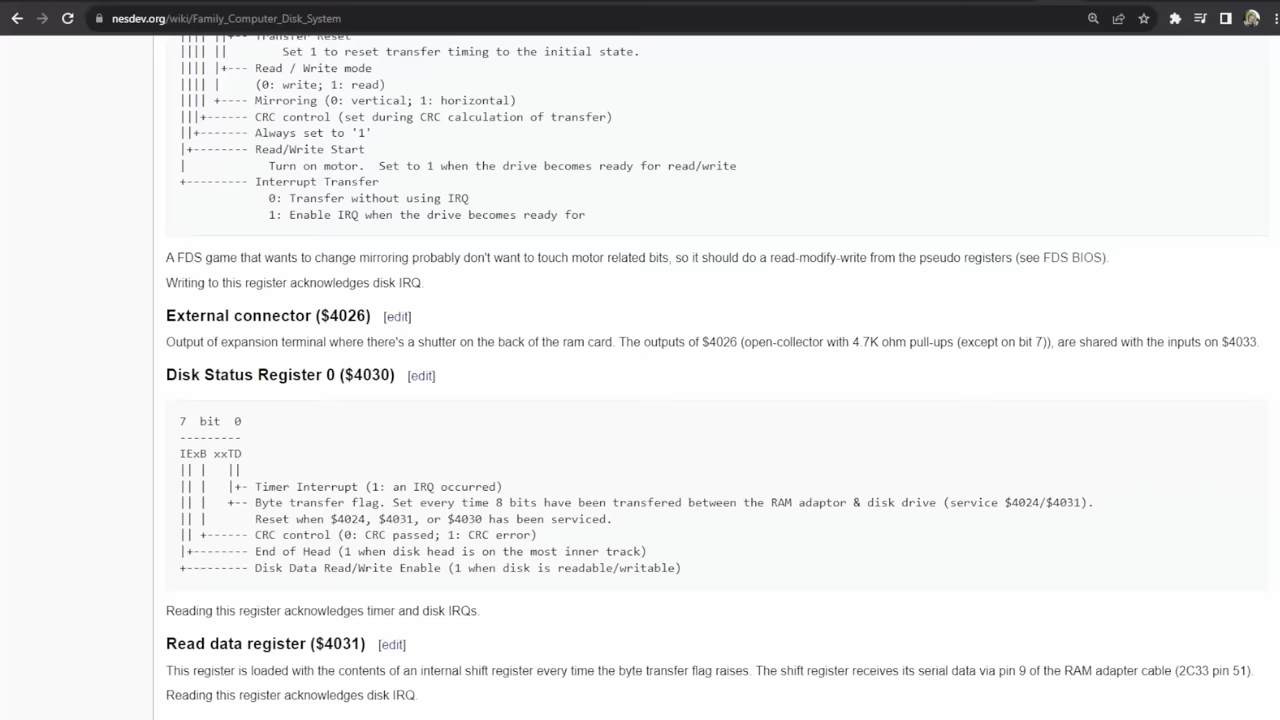 nesdev.org/wiki/Family_Computer_Disk_System
|||| ||+-- Transfer Reset
|||| ||       Set 1 to reset transfer timing to the initial state.
|||| |+--- Read / Write mode
|||| |     (0: write; 1: read)
|||| +---- Mirroring (0: vertical; 1: horizontal)
|||+------ CRC control (set during CRC calculation of transfer)
||+------- Always set to '1'
|+-------- Read/Write Start
|            Turn on motor.  Set to 1 when the drive becomes ready for read/write
+--------- Interrupt Transfer
             0: Transfer without using IRQ
             1: Enable IRQ when the drive becomes ready for
A FDS game that wants to change mirroring probably don't want to touch motor related bits, so it should do a read-modify-write from the pseudo registers (see FDS BIOS).
Writing to this register acknowledges disk IRQ.
External connector ($4026) [edit]
Output of expansion terminal where there's a shutter on the back of the ram card. The outputs of $4026 (open-collector with 4.7K ohm pull-ups (except on bit 7)), are shared with the inputs on $4033.
Disk Status Register 0 ($4030) [edit]
7  bit  0
---------
IExB xxTD
|| |   ||
|| |   |+- Timer Interrupt (1: an IRQ occurred)
|| |   +-- Byte transfer flag. Set every time 8 bits have been transfered between the RAM adaptor & disk drive (service $4024/$4031).
|| |       Reset when $4024, $4031, or $4030 has been serviced.
|| +------ CRC control (0: CRC passed; 1: CRC error)
|+-------- End of Head (1 when disk head is on the most inner track)
+--------- Disk Data Read/Write Enable (1 when disk is readable/writable)
Reading this register acknowledges timer and disk IRQs.
Read data register ($4031) [edit]
This register is loaded with the contents of an internal shift register every time the byte transfer flag raises. The shift register receives its serial data via pin 9 of the RAM adapter cable (2C33 pin 51).
Reading this register acknowledges disk IRQ.